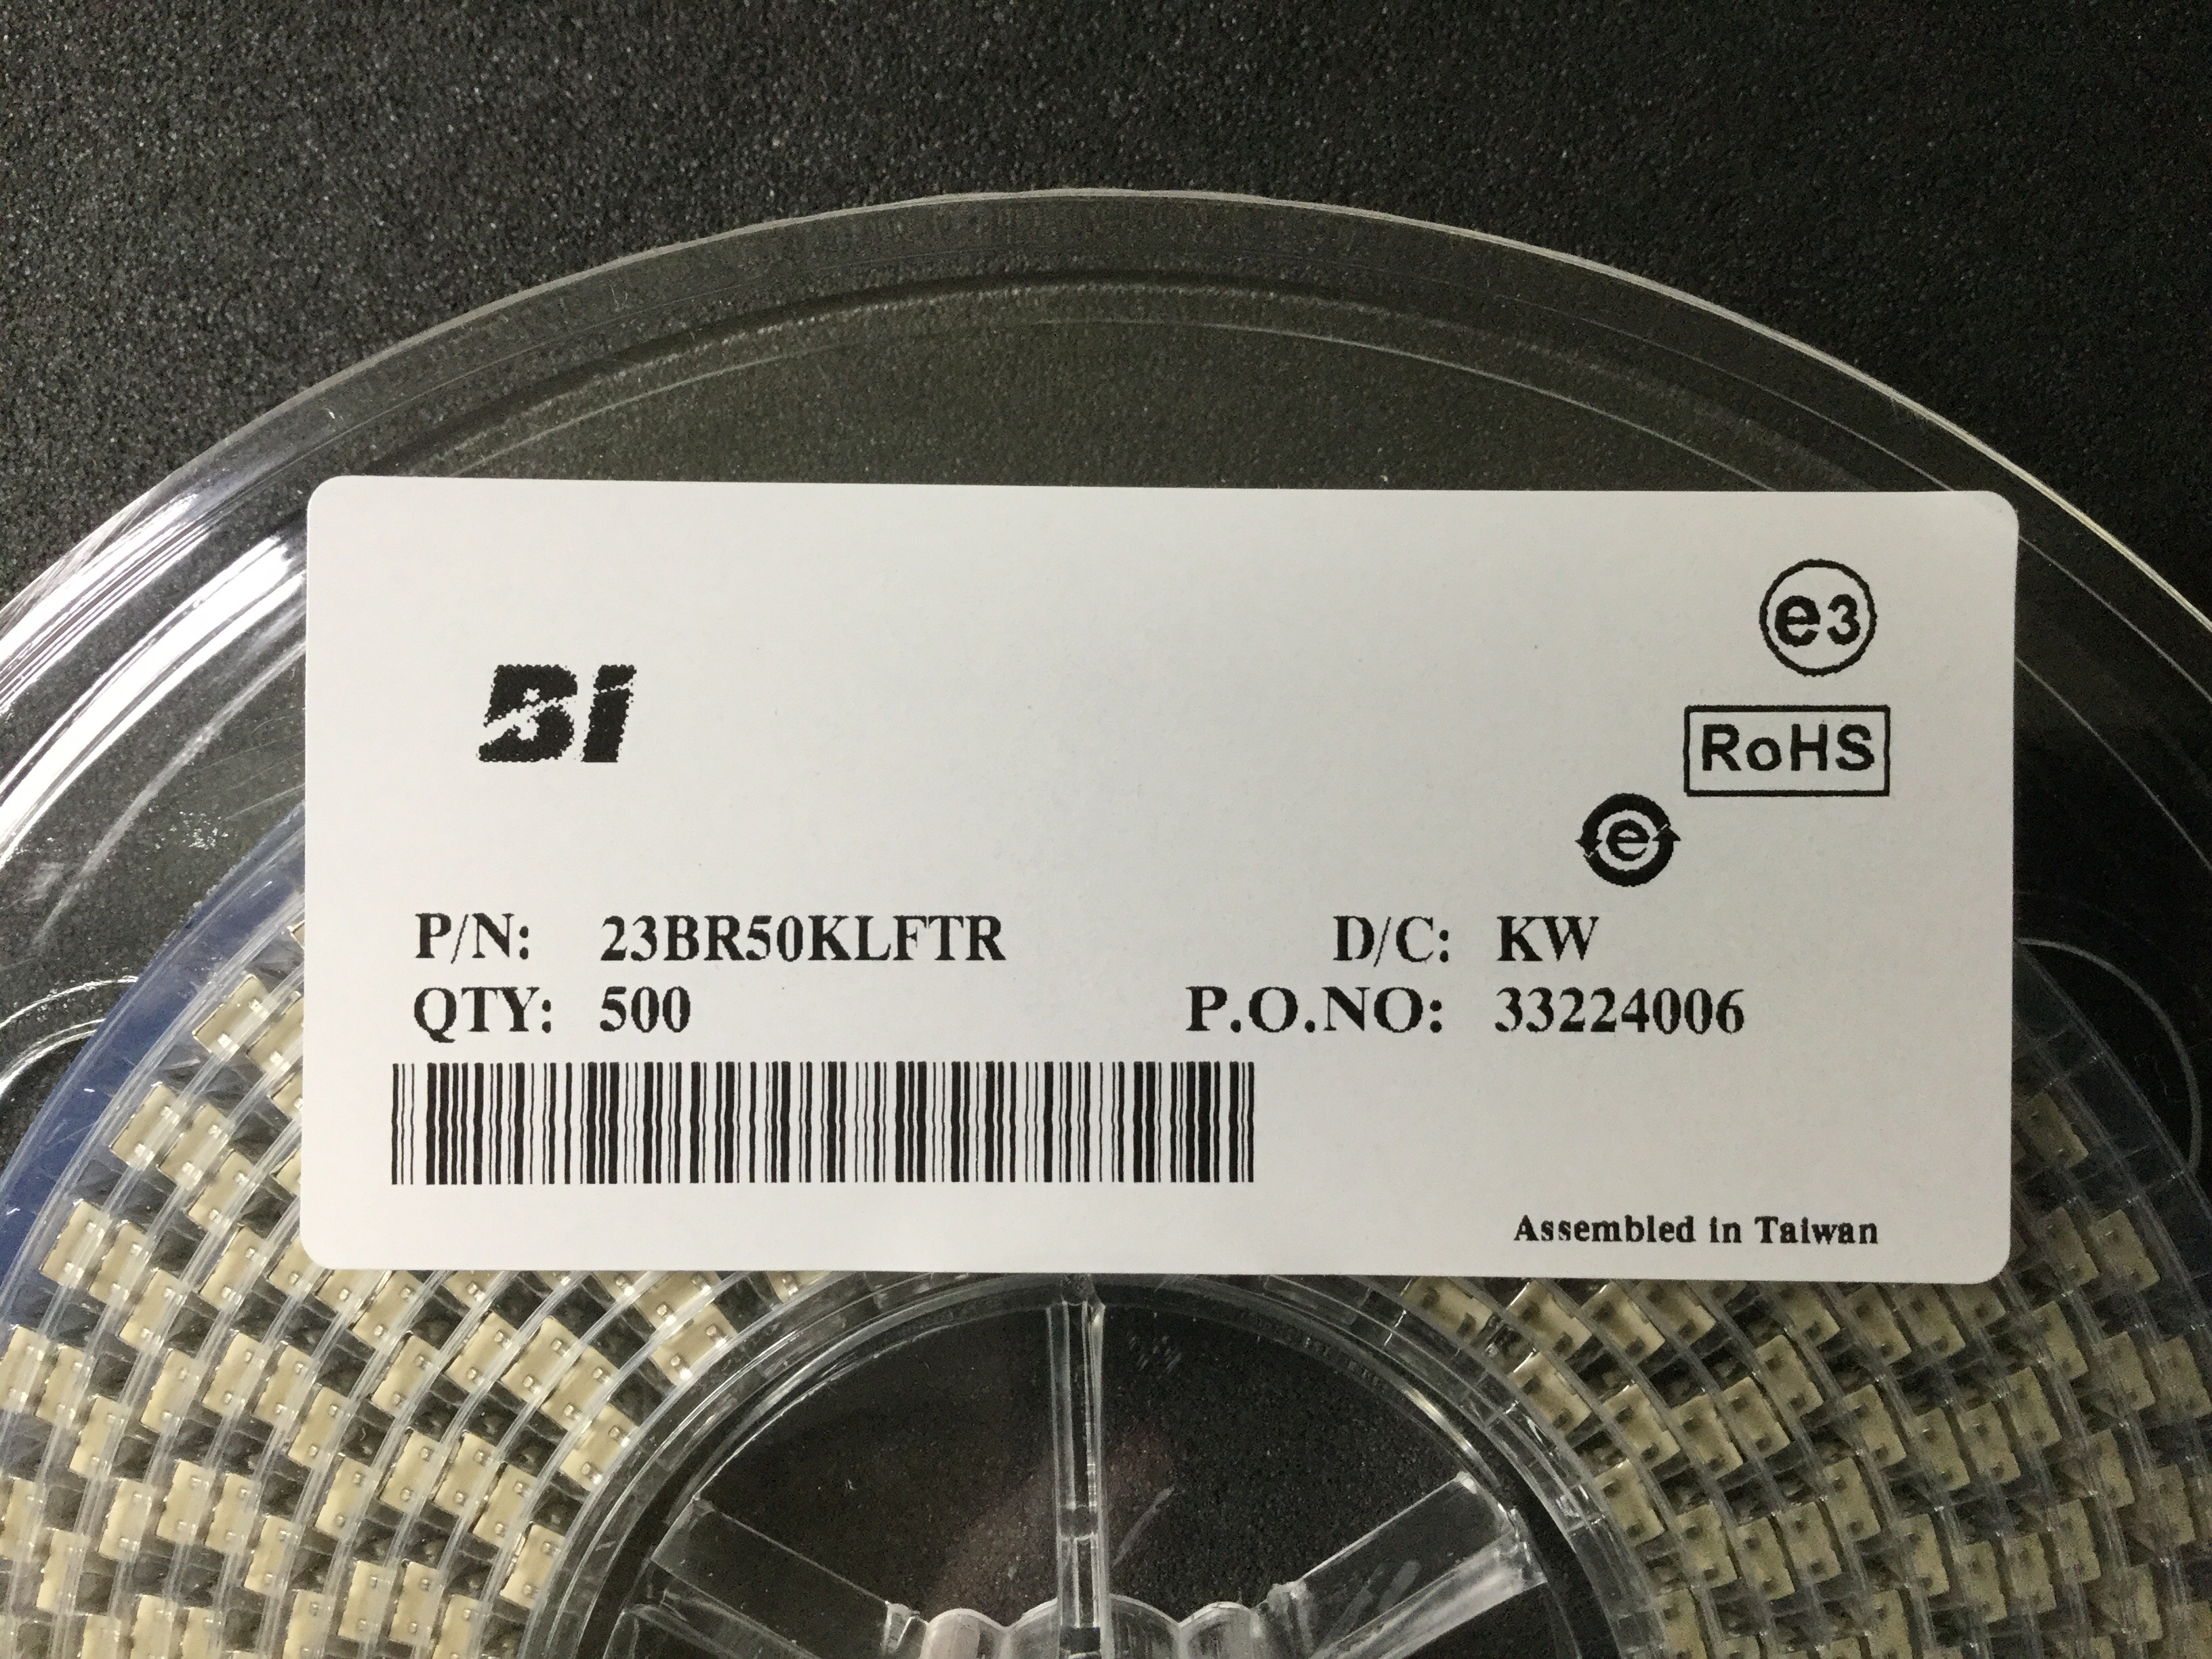 e3
BI
RoHS
e
P/N: 23BR50KLFTR D/C: KW
QTY: 500 P.O.NO: 33224006
Assembled in Taiwan